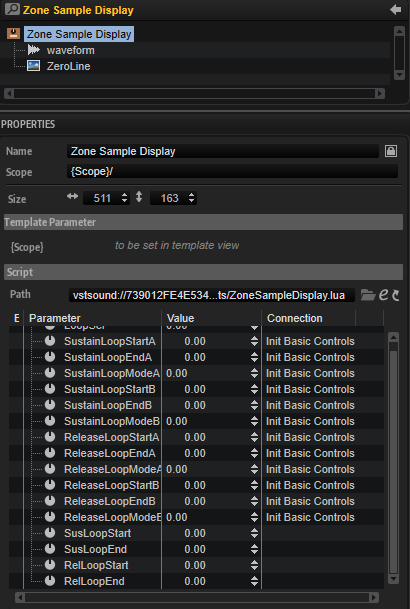 Zone Sample Display
Zone Sample Display
waveform
ZeroLine
PROPERTIES
Name Zone Sample Display
Scope {Scope}/
Size 511 163
Template Parameter
{Scope} to be set in template view
Script
Path vstsound://739012FE4E534...ts/ZoneSampleDisplay.lua
E Parameter Value Connection
SustainLoopStartA 0.00 Init Basic Controls
SustainLoopEndA 0.00 Init Basic Controls
SustainLoopModeA 0.00 Init Basic Controls
SustainLoopStartB 0.00 Init Basic Controls
SustainLoopEndB 0.00 Init Basic Controls
SustainLoopModeB 0.00 Init Basic Controls
ReleaseLoopStartA 0.00 Init Basic Controls
ReleaseLoopEndA 0.00 Init Basic Controls
ReleaseLoopModeA 0.00 Init Basic Controls
ReleaseLoopStartB 0.00 Init Basic Controls
ReleaseLoopEndB 0.00 Init Basic Controls
ReleaseLoopModeB 0.00 Init Basic Controls
SusLoopStart 0.00
SusLoopEnd 0.00
RelLoopStart 0.00
RelLoopEnd 0.00